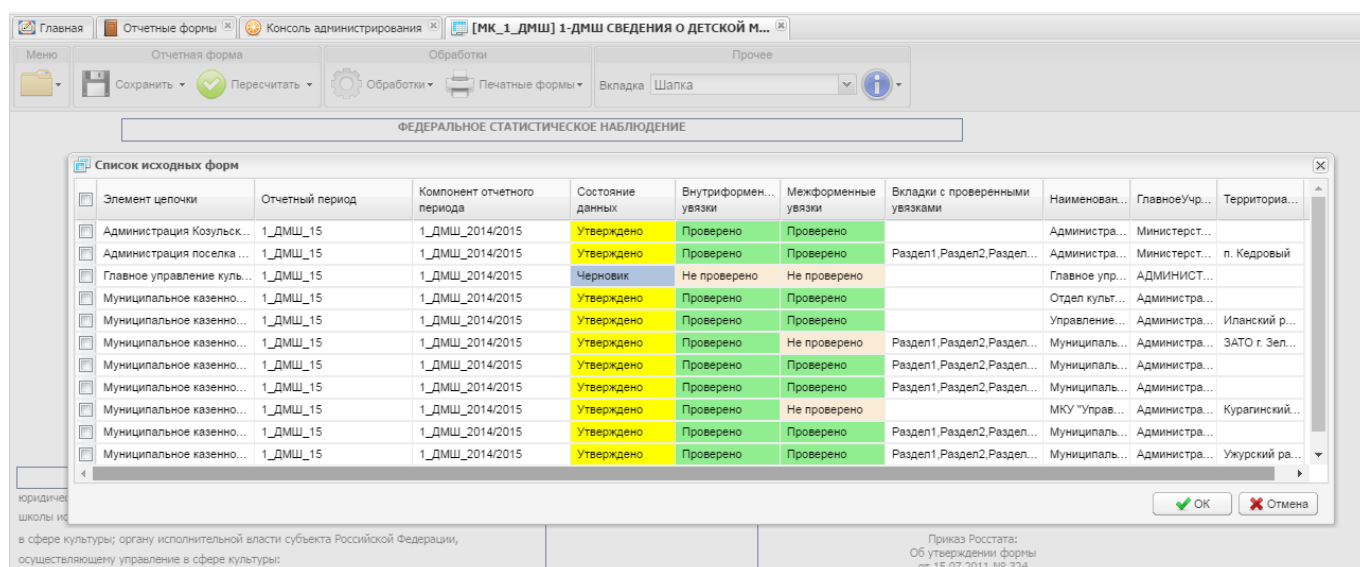 Главная Отчетные формы Консоль администрирования [МК_1_ДМШ] 1-ДМШ СВЕДЕНИЯ О ДЕТСКОЙ М...
Меню Отчетная форма Обработки Прочее
Сохранить Пересчитать Обработки Печатные формы Вкладка Шапка
ФЕДЕРАЛЬНОЕ СТАТИСТИЧЕСКОЕ НАБЛЮДЕНИЕ
Список исходных форм
Элемент цепочки Отчетный период Компонент отчетного периода Состояние данных Внутриформен... увязки Межформенные увязки Вкладки с проверенными увязками Наименован... ГлавноеУчр... Территориа...
Администрация Козульск... 1_ДМШ_15 1_ДМШ_2014/2015 Утверждено Проверено Проверено Администра... Министерст...
Администрация поселка ... 1_ДМШ_15 1_ДМШ_2014/2015 Утверждено Проверено Проверено Раздел1,Раздел2,Раздел... Администра... Министерст... п. Кедровый
Главное управление куль... 1_ДМШ_15 1_ДМШ_2014/2015 Черновик Не проверено Не проверено Главное упр... АДМИНИСТ...
Муниципальное казенно... 1_ДМШ_15 1_ДМШ_2014/2015 Утверждено Проверено Проверено Отдел культ... Администра...
Муниципальное казенно... 1_ДМШ_15 1_ДМШ_2014/2015 Утверждено Проверено Проверено Управление... Администра... Иланский р...
Муниципальное казенно... 1_ДМШ_15 1_ДМШ_2014/2015 Утверждено Проверено Не проверено Раздел1,Раздел2,Раздел... Муниципаль... Администра... ЗАТО г. Зел...
Муниципальное казенно... 1_ДМШ_15 1_ДМШ_2014/2015 Утверждено Проверено Проверено Раздел1,Раздел2,Раздел... Муниципаль... Администра...
Муниципальное казенно... 1_ДМШ_15 1_ДМШ_2014/2015 Утверждено Проверено Проверено Раздел1,Раздел2,Раздел... Муниципаль... Администра...
Муниципальное казенно... 1_ДМШ_15 1_ДМШ_2014/2015 Утверждено Проверено Не проверено МКУ "Управ... Администра... Курагинский...
Муниципальное казенно... 1_ДМШ_15 1_ДМШ_2014/2015 Утверждено Проверено Проверено Раздел1,Раздел2,Раздел... Муниципаль... Администра...
Муниципальное казенно... 1_ДМШ_15 1_ДМШ_2014/2015 Утверждено Проверено Проверено Раздел1,Раздел2,Раздел... Муниципаль... Администра... Ужурский ра...
OK Отмена
юридичес
школы ис
в сфере культуры; органу исполнительной власти субъекта Российской Федерации,
осуществляющему управление в сфере культуры:
Приказ Росстата:
Об утверждении формы
от 15.07.2011 № 324